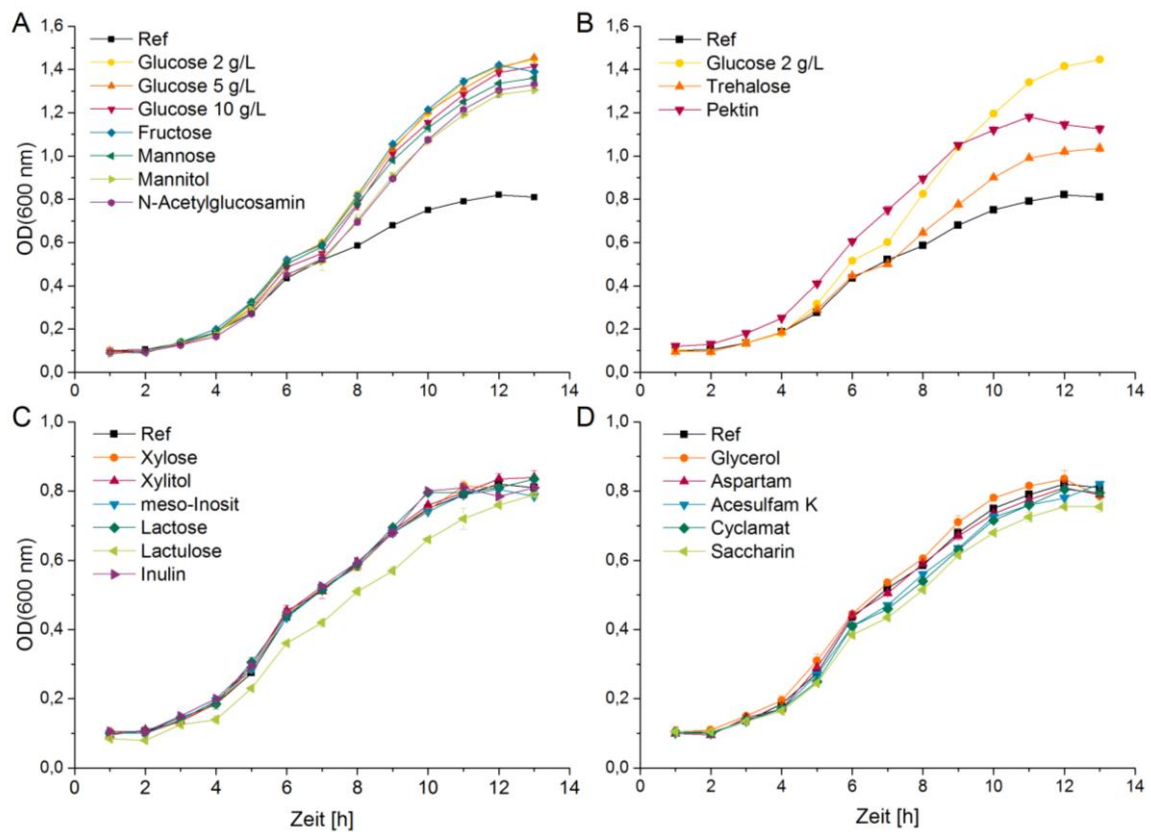 A
1,6
1,4
1,2
1,0
0,8
0,6
0,4
0,2
0,0
OD(600 nm)
Ref
Glucose 2 g/L
Glucose 5 g/L
Glucose 10 g/L
Fructose
Mannose
Mannitol
N-Acetylglucosamin
0 2 4 6 8 10 12 14
B
1,6
1,4
1,2
1,0
0,8
0,6
0,4
0,2
0,0
Ref
Glucose 2 g/L
Trehalose
Pektin
0 2 4 6 8 10 12 14
C
1,0
0,8
0,6
0,4
0,2
0,0
OD(600 nm)
Ref
Xylose
Xylitol
meso-Inosit
Lactose
Lactulose
Inulin
0 2 4 6 8 10 12 14
Zeit [h]
D
1,0
0,8
0,6
0,4
0,2
0,0
Ref
Glycerol
Aspartam
Acesulfam K
Cyclamat
Saccharin
0 2 4 6 8 10 12 14
Zeit [h]